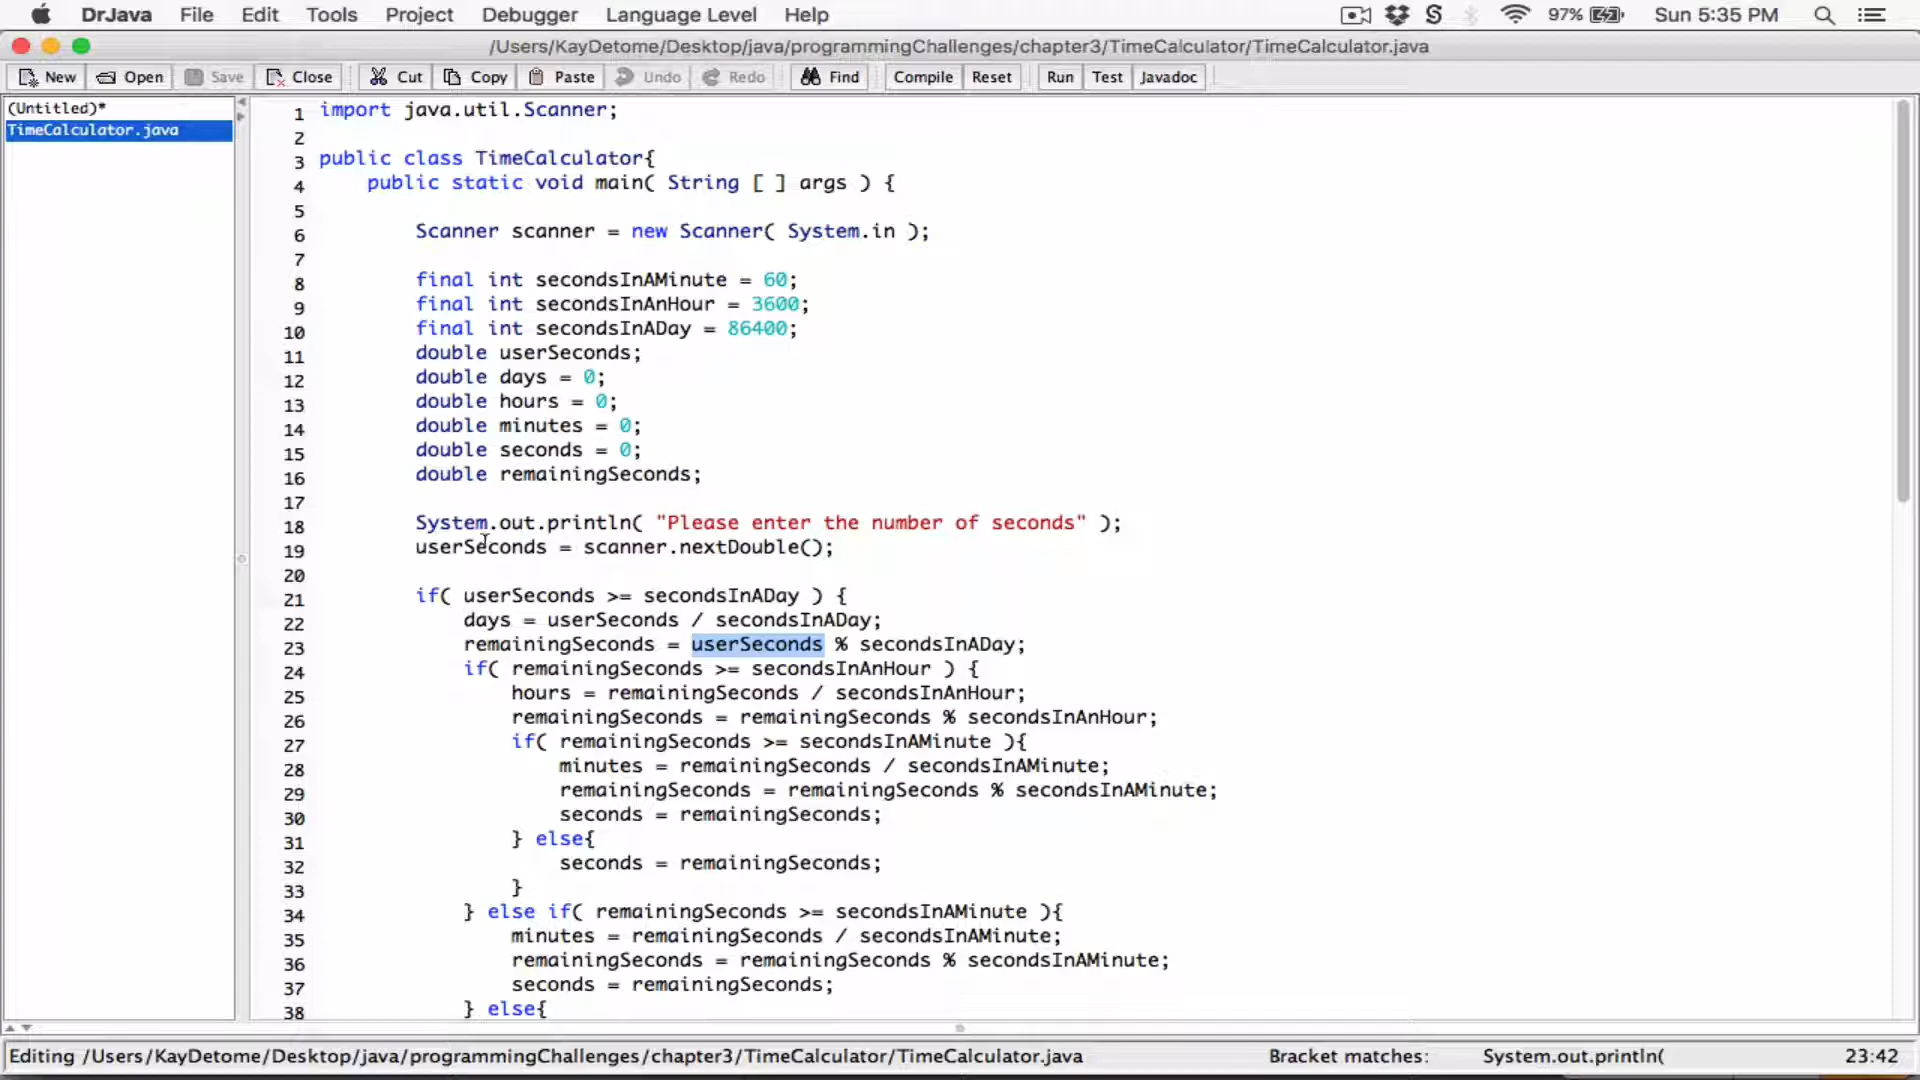 DrJava File Edit Tools Project Debugger Language Level Help S 97% Sun 5:35 PM
/Users/KayDetome/Desktop/java/programmingChallenges/chapter3/TimeCalculator/TimeCalculator.java
New Open Save Close Cut Copy Paste Undo Redo Find Compile Reset Run Test Javadoc
(Untitled)*
TimeCalculator.java
1 import java.util.Scanner;
2
3 public class TimeCalculator{
4 public static void main( String [ ] args ) {
5
6 Scanner scanner = new Scanner( System.in );
7
8 final int secondsInAMinute = 60;
9 final int secondsInAnHour = 3600;
10 final int secondsInADay = 86400;
11 double userSeconds;
12 double days = 0;
13 double hours = 0;
14 double minutes = 0;
15 double seconds = 0;
16 double remainingSeconds;
17
18 System.out.println( "Please enter the number of seconds" );
19 userSeconds = scanner.nextDouble();
20
21 if( userSeconds >= secondsInADay ) {
22 days = userSeconds / secondsInADay;
23 remainingSeconds = userSeconds % secondsInADay;
24 if( remainingSeconds >= secondsInAnHour ) {
25 hours = remainingSeconds / secondsInAnHour;
26 remainingSeconds = remainingSeconds % secondsInAnHour;
27 if( remainingSeconds >= secondsInAMinute ){
28 minutes = remainingSeconds / secondsInAMinute;
29 remainingSeconds = remainingSeconds % secondsInAMinute;
30 seconds = remainingSeconds;
31 } else{
32 seconds = remainingSeconds;
33 }
34 } else if( remainingSeconds >= secondsInAMinute ){
35 minutes = remainingSeconds / secondsInAMinute;
36 remainingSeconds = remainingSeconds % secondsInAMinute;
37 seconds = remainingSeconds;
38 } else{
Editing /Users/KayDetome/Desktop/java/programmingChallenges/chapter3/TimeCalculator/TimeCalculator.java Bracket matches: System.out.println( 23:42